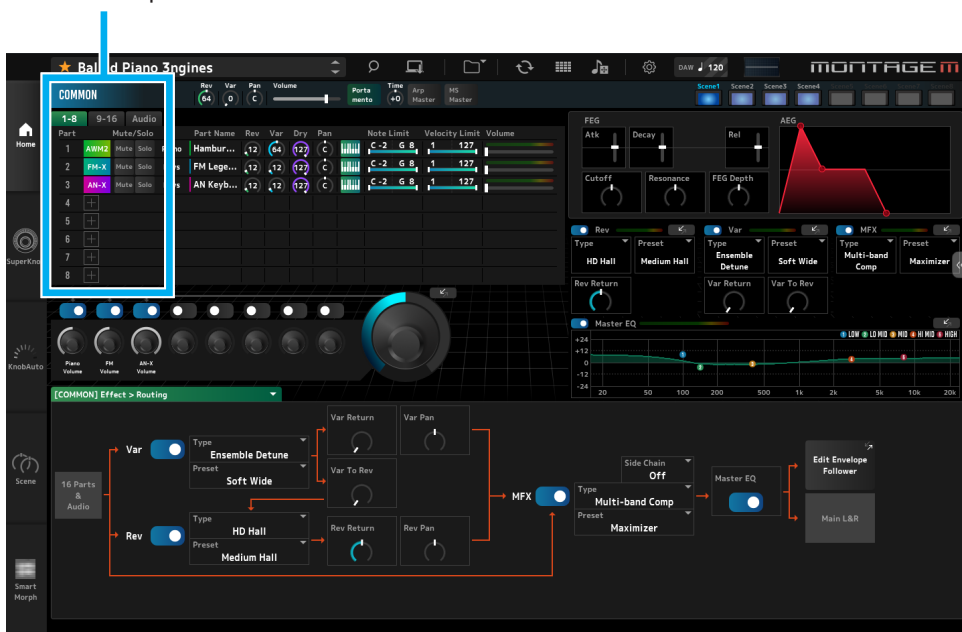 Ballad Piano 3ngines
DAW ♩ 120
MONTAGE M
COMMON
Rev Var Pan Volume
64 0 C
Porta mento
Time +0
Arp Master
MS Master
Scene1 Scene2 Scene3 Scene4
Home
1-8 9-16 Audio
Part Mute/Solo Part Name Rev Var Dry Pan Note Limit Velocity Limit Volume
1 AWM2 Mute Solo Hambur... 12 64 127 C C -2 G 8 1 127
2 FM-X Mute Solo FM Lege... 12 12 127 C C -2 G 8 1 127
3 AN-X Mute Solo AN Keyb... 12 12 127 C C -2 G 8 1 127
4 +
5 +
6 +
7 +
8 +
FEG
Atk Decay Rel
Cutoff Resonance FEG Depth
AEG
SuperKno
Rev
Type Preset
HD Hall Medium Hall
Rev Return
Var
Type Preset
Ensemble Detune Soft Wide
Var Return Var To Rev
MFX
Type Preset
Multi-band Comp Maximizer
KnobAuto
Piano Volume
FM Volume
AN-X Volume
Master EQ
1 LOW 2 LO MID 3 MID 4 HI MID 5 HIGH
+24
+12
0
-12
-24
20 50 100 200 500 1k 2k 5k 10k 20k
[COMMON] Effect > Routing
Scene
Smart Morph
16 Parts & Audio
Var
Type
Ensemble Detune
Preset
Soft Wide
Var Return
Var Pan
Var To Rev
Rev
Type
HD Hall
Preset
Medium Hall
Rev Return
Rev Pan
MFX
Side Chain
Off
Type
Multi-band Comp
Preset
Maximizer
Master EQ
Edit Envelope Follower
Main L&R